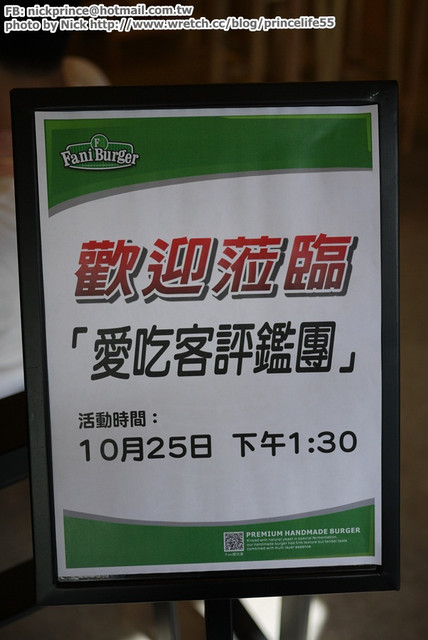 FB: nickprince@hotmail.com.tw
photo by Nick http://www.wretch.cc/blog/princelife55
F
Fani Burger
歡迎蒞臨
「愛吃客評鑑團」
活動時間：
10月25日 下午1:30
PREMIUM HANDMADE BURGER